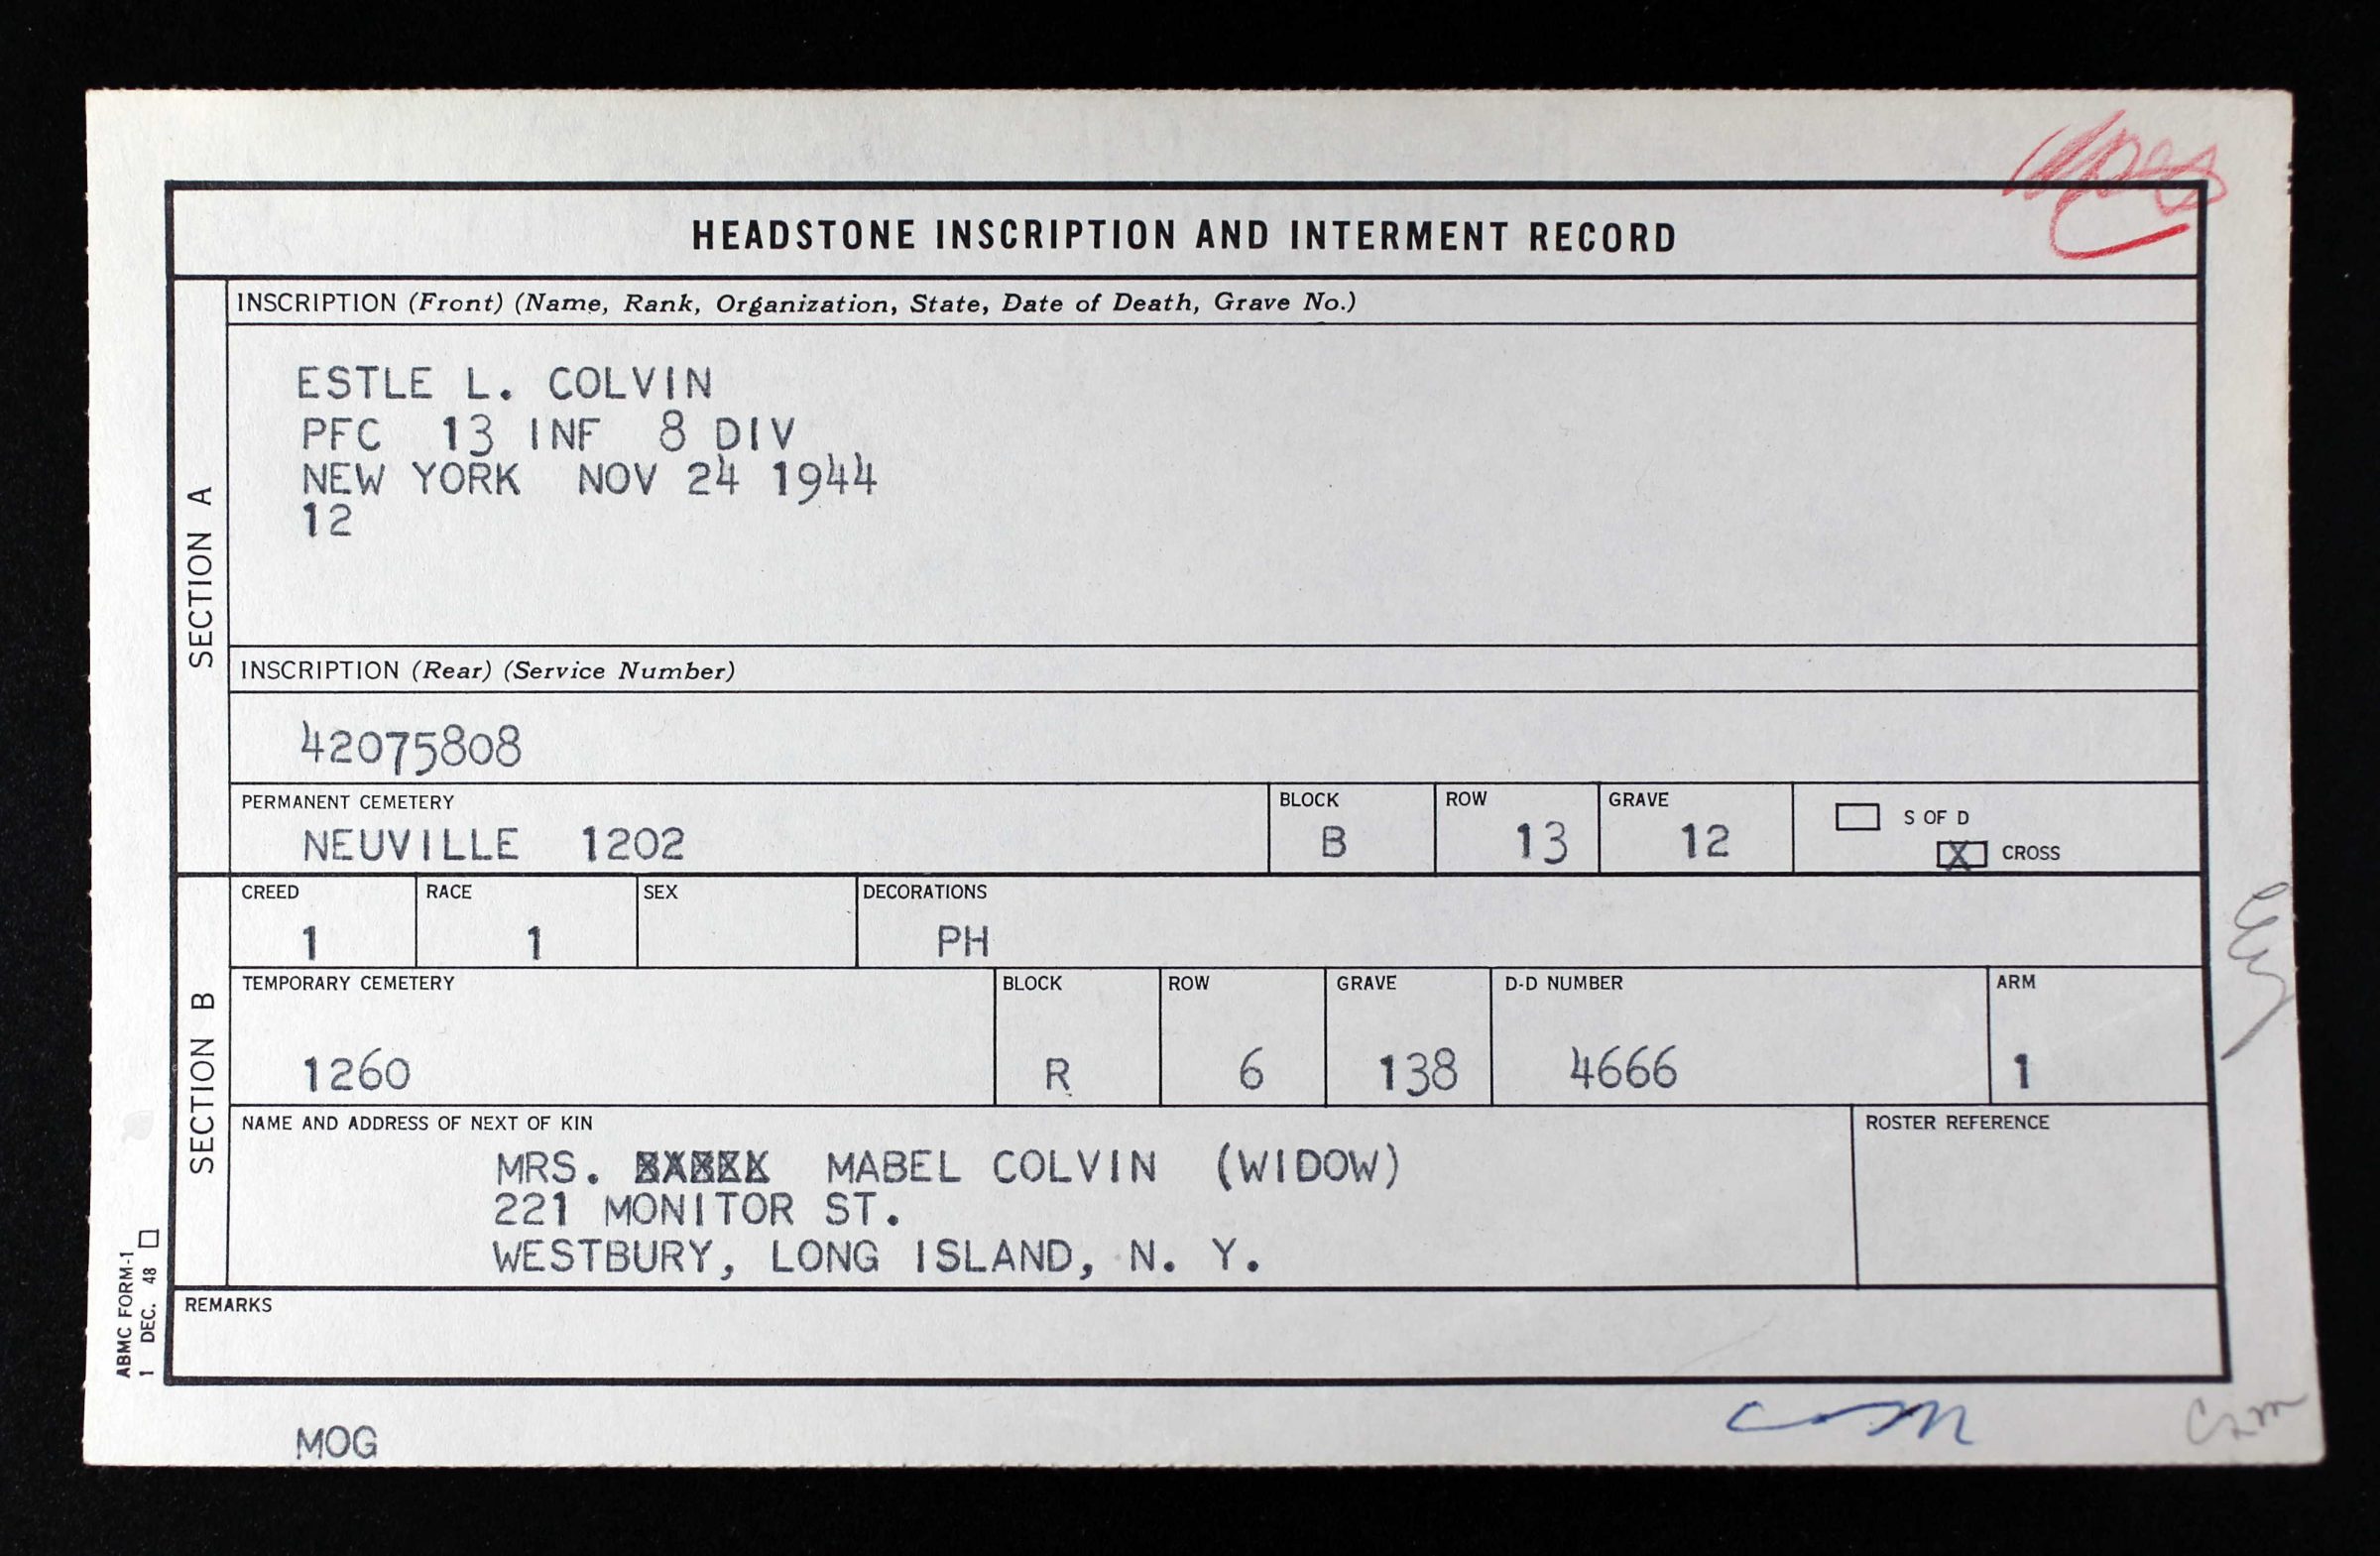 HEADSTONE INSCRIPTION AND INTERMENT RECORD
SECTION A
INSCRIPTION (Front) (Name, Rank, Organization, State, Date of Death, Grave No.)
ESTLE L. COLVIN
PFC 13 INF 8 DIV
NEW YORK NOV 24 1944
12
INSCRIPTION (Rear) (Service Number)
42075808
PERMANENT CEMETERY BLOCK ROW GRAVE S OF D
NEUVILLE 1202 B 13 12 X CROSS
SECTION B
CREED RACE SEX DECORATIONS
1 1 PH
TEMPORARY CEMETERY BLOCK ROW GRAVE D-D NUMBER ARM
1260 R 6 138 4666 1
NAME AND ADDRESS OF NEXT OF KIN ROSTER REFERENCE
MRS. MABEL COLVIN (WIDOW)
221 MONITOR ST.
WESTBURY, LONG ISLAND, N. Y.
REMARKS
ABMC FORM-1
1 DEC. 48
MOG